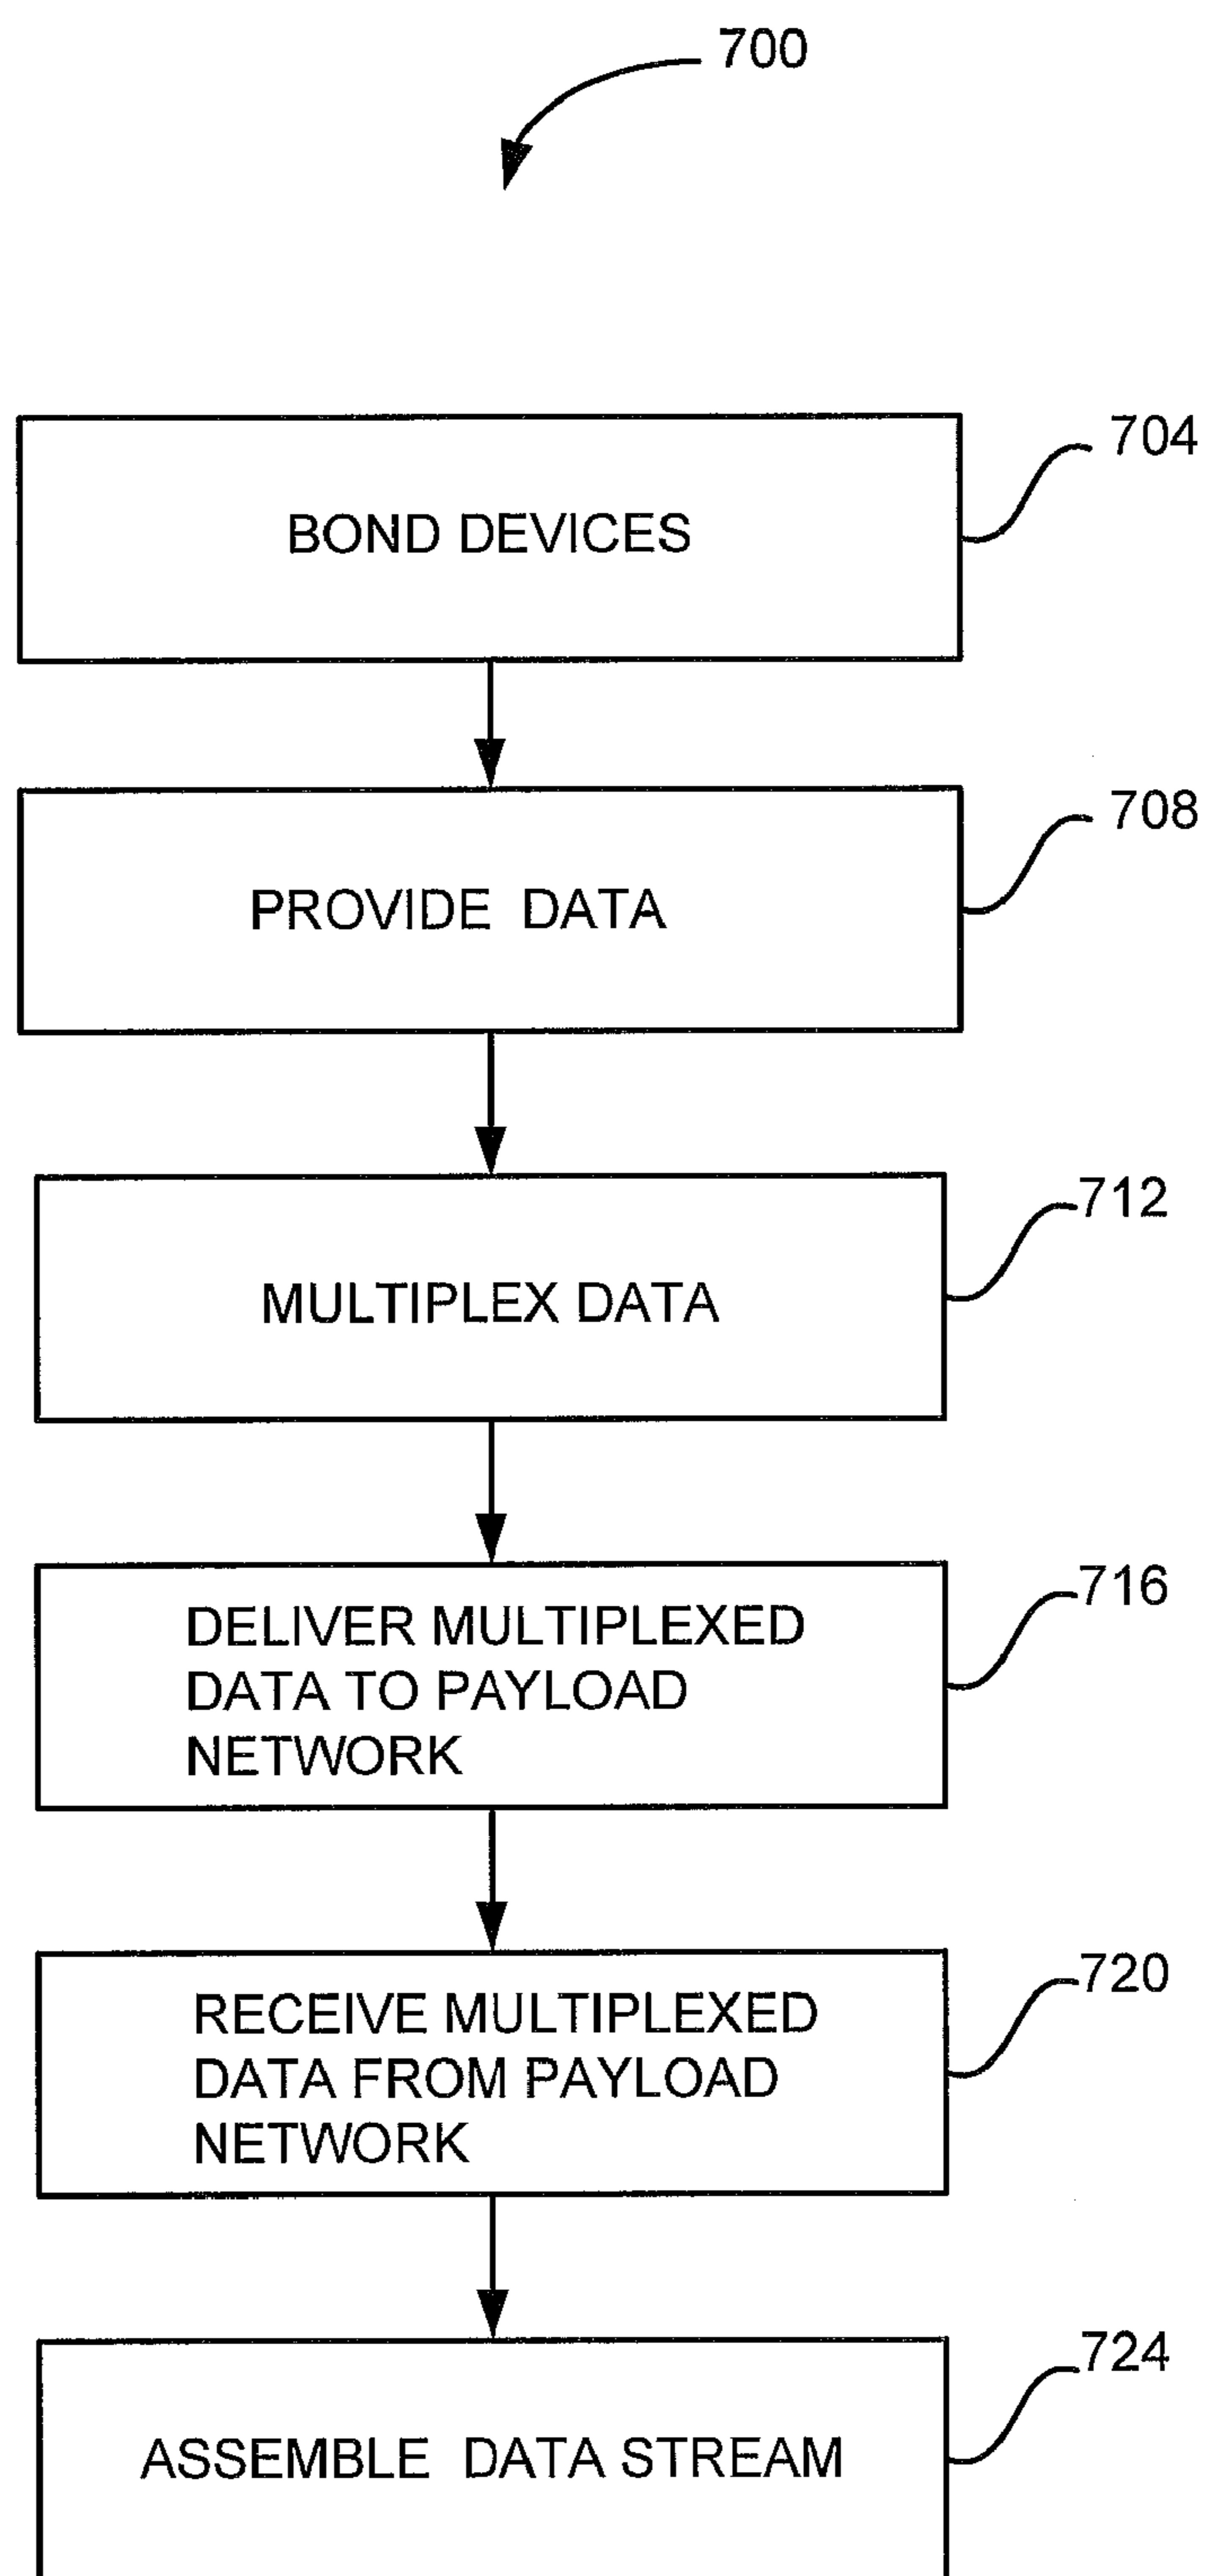 700
BOND DEVICES
704
PROVIDE DATA
708
MULTIPLEX DATA
712
DELIVER MULTIPLEXED
DATA TO PAYLOAD
NETWORK
716
RECEIVE MULTIPLEXED
DATA FROM PAYLOAD
NETWORK
720
ASSEMBLE DATA STREAM
724